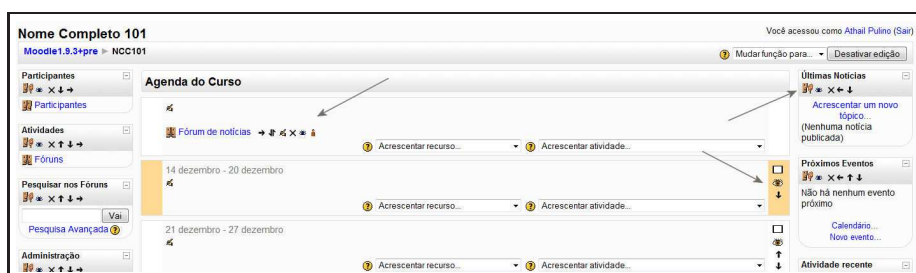 Nome Completo 101
Você acessou como Athail Pulino (Sair)
Moodle1.9.3+pre ► NCC101
Mudar função para...
Desativar edição
Participantes
Participantes
Atividades
Fóruns
Pesquisar nos Fóruns
Vai
Pesquisa Avançada
Administração
Agenda do Curso
Fórum de notícias
Acrescentar recurso...
Acrescentar atividade...
14 dezembro - 20 dezembro
Acrescentar recurso...
Acrescentar atividade...
21 dezembro - 27 dezembro
Acrescentar recurso...
Acrescentar atividade...
Últimas Notícias
Acrescentar um novo
tópico...
(Nenhuma notícia
publicada)
Próximos Eventos
Não há nenhum evento
próximo
Calendário...
Novo evento...
Atividade recente